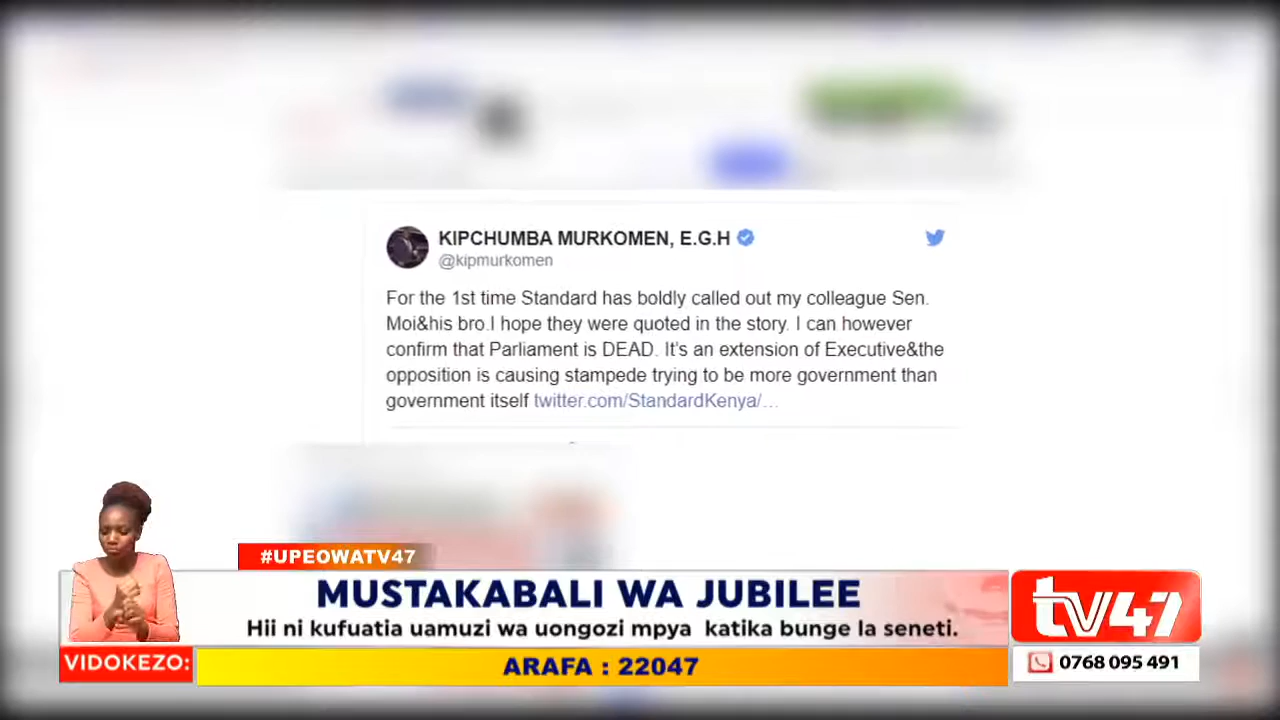 KIPCHUMBA MURKOMEN, E.G.H
@kipmurkomen
For the 1st time Standard has boldly called out my colleague Sen.
Moi&his bro.I hope they were quoted in the story. I can however
confirm that Parliament is DEAD. It's an extension of Executive&the
opposition is causing stampede trying to be more government than
government itself twitter.com/StandardKenya/...
#UPEOWATV47
MUSTAKABALI WA JUBILEE
Hii ni kufuatia uamuzi wa uongozi mpya katika bunge la seneti.
tv47
VIDOKEZO:
ARAFA : 22047
0768 095 491